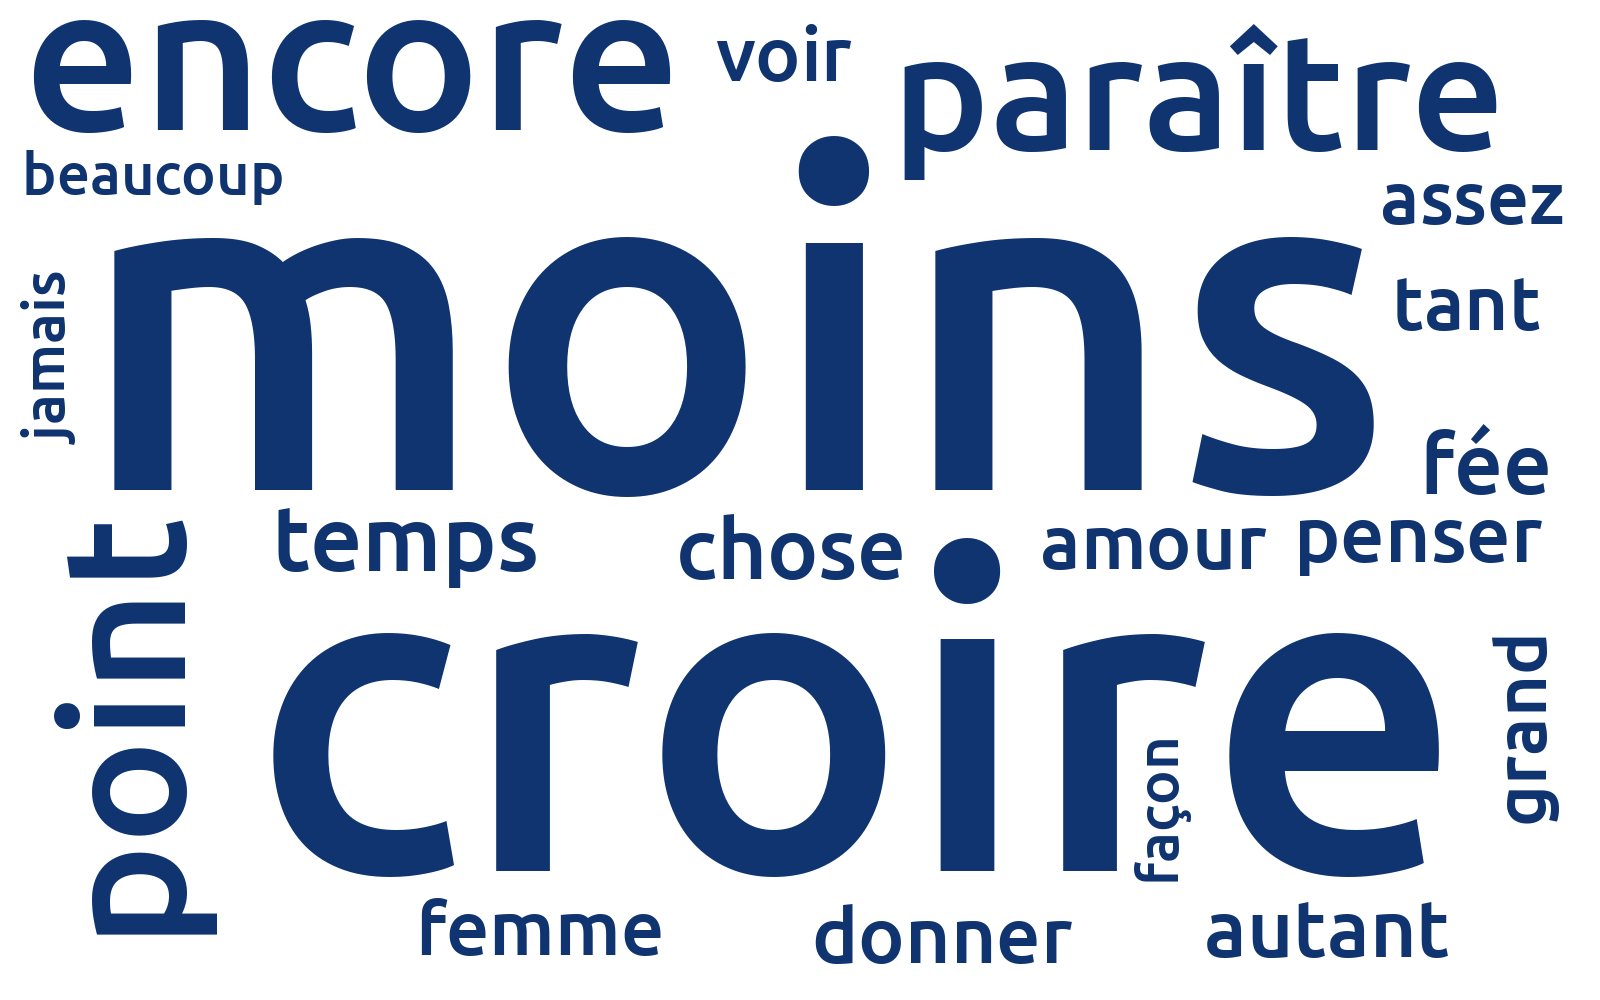 encore
voir
paraître
beaucoup
assez
moins
tant
jamais
fée
temps
chose
amour
penser
point
croire
grand
façon
femme
donner
autant